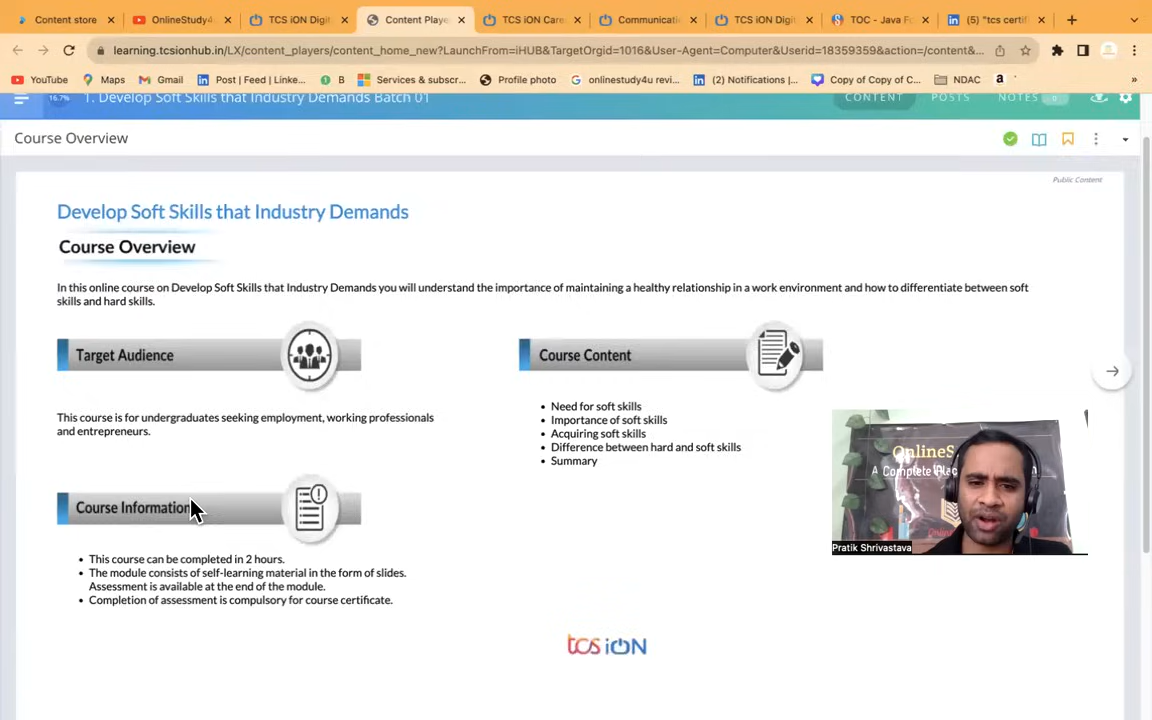 Content store
OnlineStudy4
TCS iON Digit
Content Playe
TCS iON Care
Communicati
TCS iON Digit
TOC - Java Fo
(5) "tcs certif
learning.tcsionhub.in/LX/content_players/content_home_new?LaunchFrom=iHUB&TargetOrgid=1016&User-Agent=Computer&Userid=18359359&action=/content&...
YouTube
Maps
Gmail
Post | Feed | Linke...
B
Services & subscr...
Profile photo
onlinestudy4u revi...
(2) Notifications |...
Copy of Copy of C...
NDAC
16.7%
1. Develop Soft Skills that Industry Demands Batch 01
CONTENT
POSTS
NOTES
0
Course Overview
Public Content
Develop Soft Skills that Industry Demands
Course Overview
In this online course on Develop Soft Skills that Industry Demands you will understand the importance of maintaining a healthy relationship in a work environment and how to differentiate between soft
skills and hard skills.
Target Audience
This course is for undergraduates seeking employment, working professionals
and entrepreneurs.
Course Information
• This course can be completed in 2 hours.
• The module consists of self-learning material in the form of slides.
Assessment is available at the end of the module.
• Completion of assessment is compulsory for course certificate.
Course Content
• Need for soft skills
• Importance of soft skills
• Acquiring soft skills
• Difference between hard and soft skills
• Summary
OnlineS
A Complete
Pratik Shrivastava
tcs iON